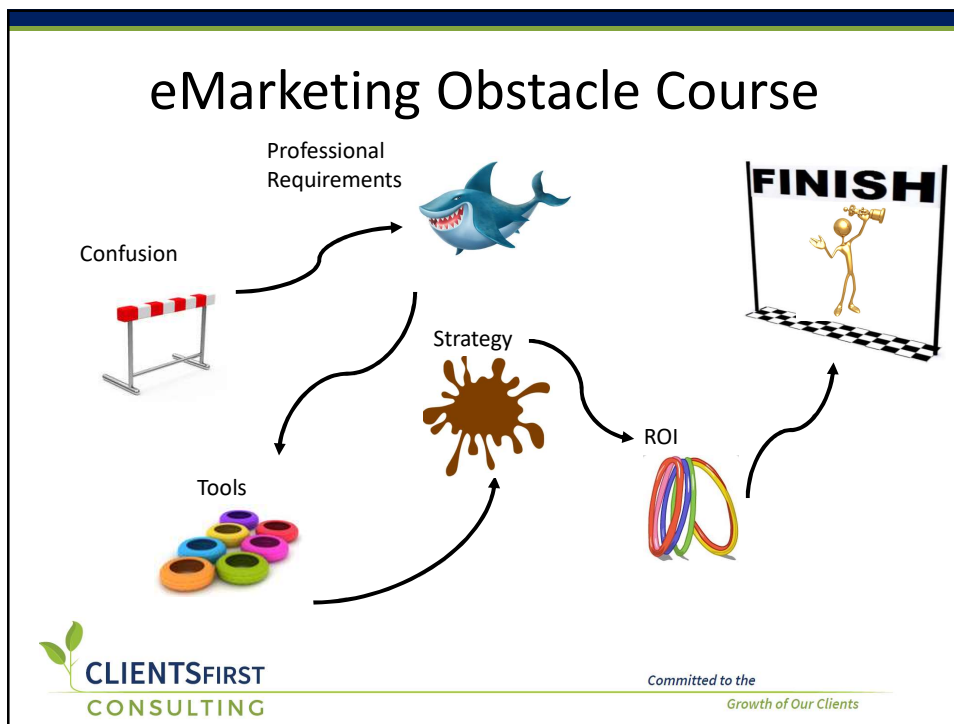 eMarketing Obstacle Course
Professional
Requirements
Confusion
FINISH
Strategy
ROI
Tools
CLIENTSFIRST
CONSULTING
Committed to the
Growth of Our Clients